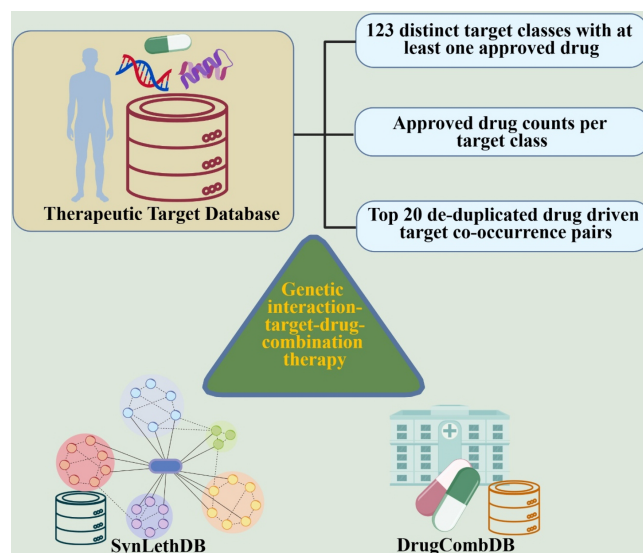 123 distinct target classes with at
least one approved drug
Approved drug counts per
target class
Therapeutic Target Database
Top 20 de-duplicated drug driven
target co-occurrence pairs
Genetic
interaction-
target-drug-
combination
therapy
SynLethDB
DrugCombDB